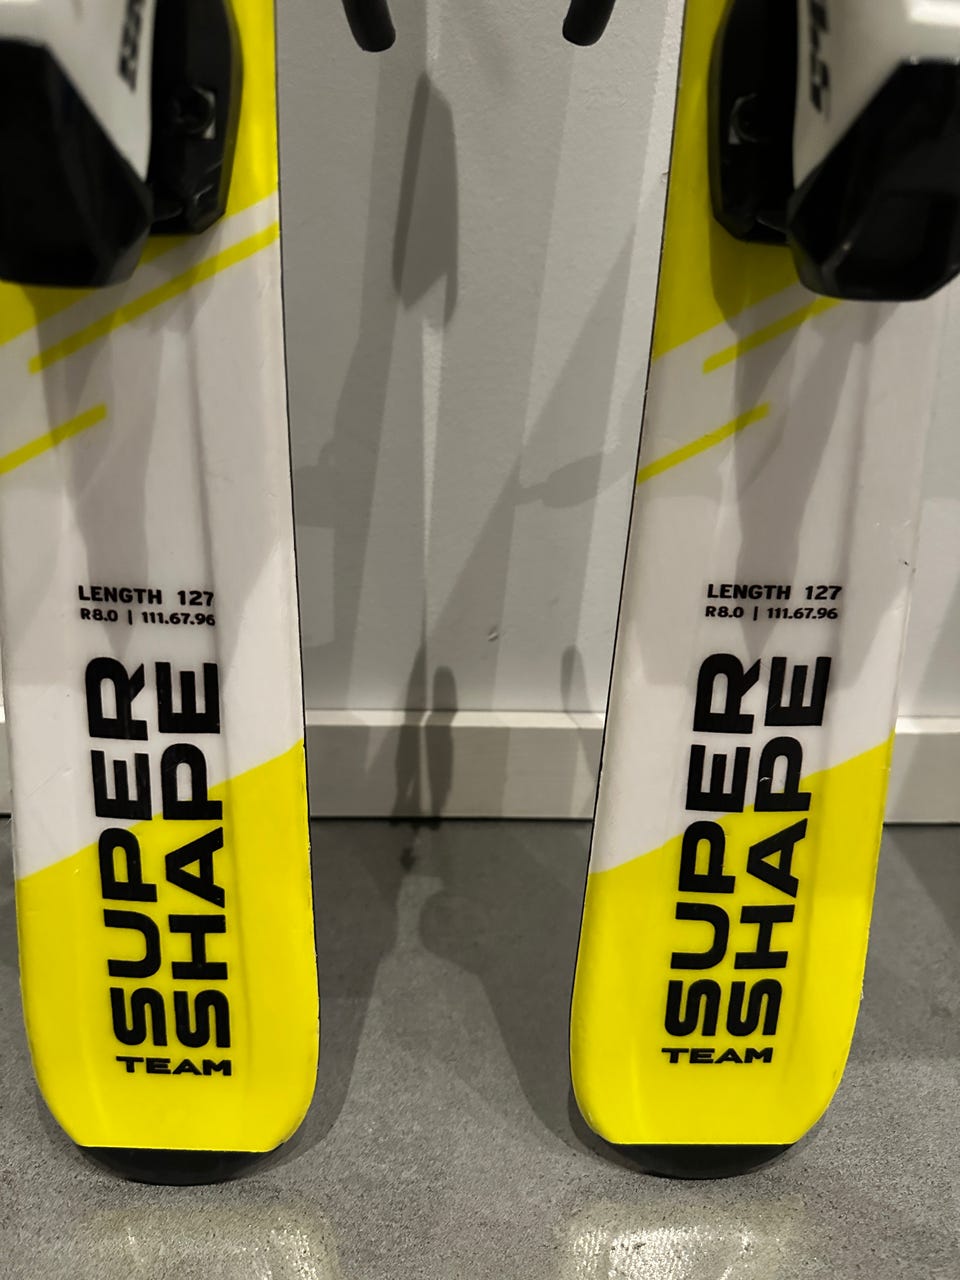 LENGTH 127
R8.0 | 111.67.96
SUPER
SHAPE
TEAM
LENGTH 127
R8.0 | 111.67.96
SUPER
SHAPE
TEAM